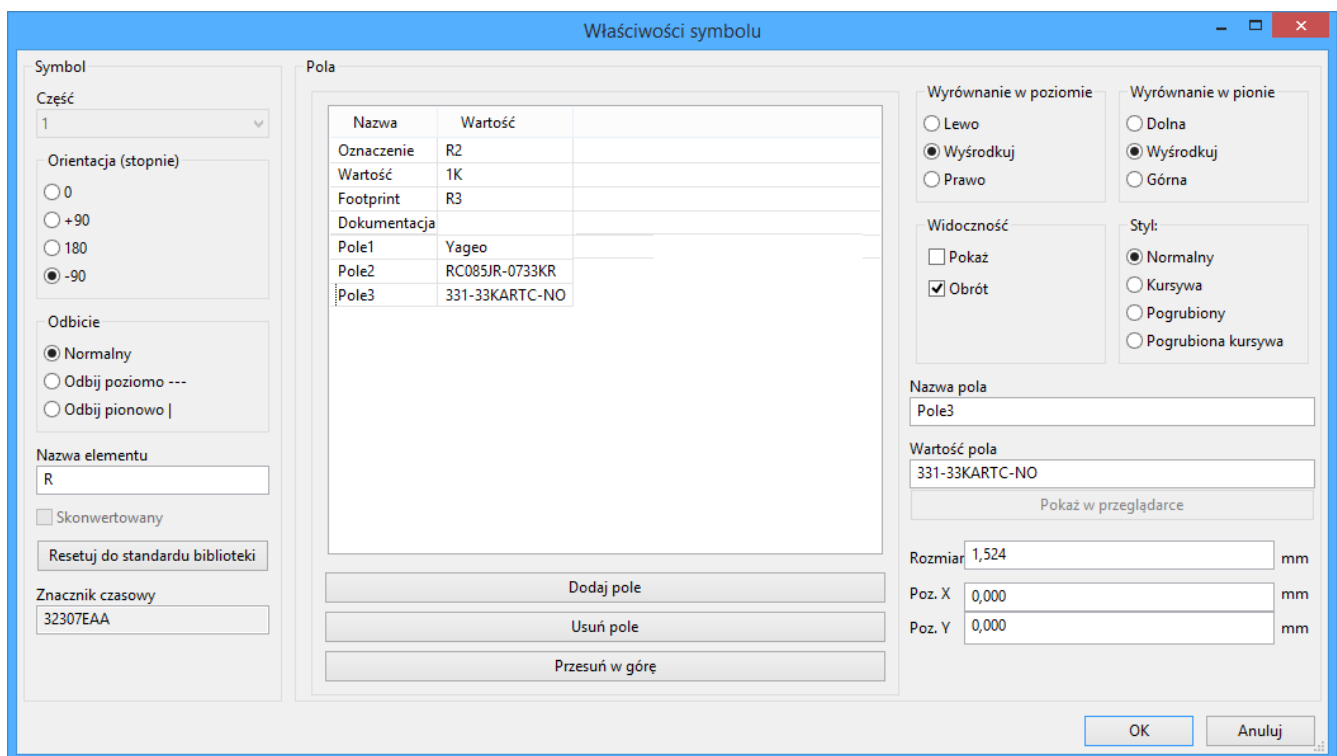 Właściwości symbolu
Symbol
Część
1
Orientacja (stopnie)
0
+90
180
-90
Odbicie
Normalny
Odbij poziomo ---
Odbij pionowo |
Nazwa elementu
R
Skonwertowany
Resetuj do standardu biblioteki
Znacznik czasowy
32307EAA
Pola
Nazwa Wartość
Oznaczenie R2
Wartość 1K
Footprint R3
Dokumentacja
Pole1 Yageo
Pole2 RC085JR-0733KR
Pole3 331-33KARTC-NO
Dodaj pole
Usuń pole
Przesuń w górę
Wyrównanie w poziomie
Lewo
Wyśrodkuj
Prawo
Wyrównanie w pionie
Dolna
Wyśrodkuj
Górna
Widoczność
Pokaż
Obrót
Styl:
Normalny
Kursywa
Pogrubiony
Pogrubiona kursywa
Nazwa pola
Pole3
Wartość pola
331-33KARTC-NO
Pokaż w przeglądarce
Rozmiar 1,524 mm
Poz. X 0,000 mm
Poz. Y 0,000 mm
OK Anuluj